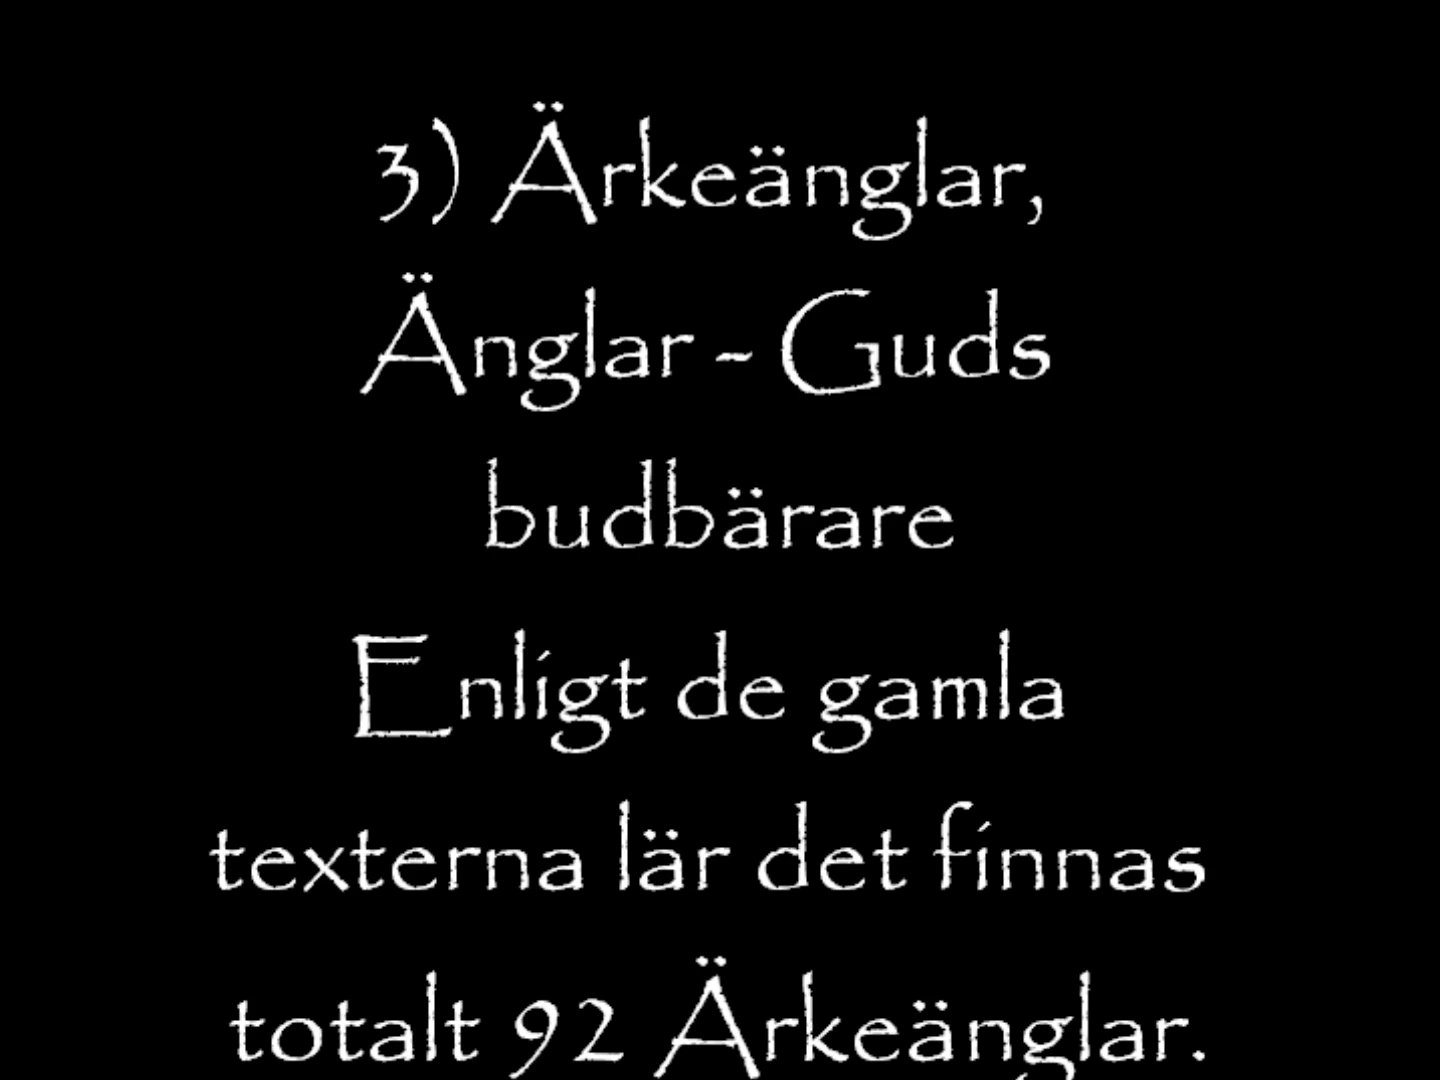 3) Ärkeänglar,
Änglar - Guds
budbärare
Enligt de gamla
texterna lär det finnas
totalt 92 Ärkeänglar.